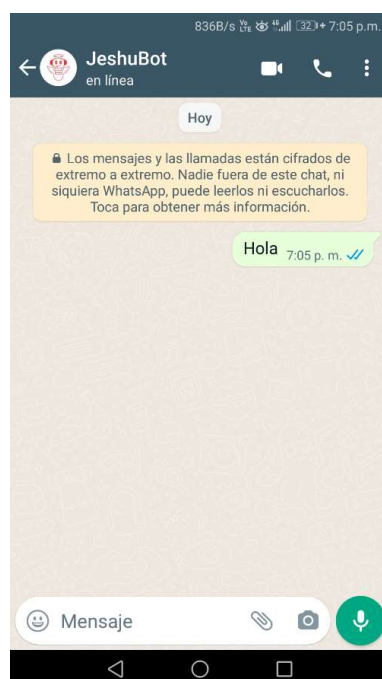 836B/s 32 7:05 p.m.
JeshuBot
en línea
Hoy
Los mensajes y las llamadas están cifrados de
extremo a extremo. Nadie fuera de este chat, ni
siquiera WhatsApp, puede leerlos ni escucharlos.
Toca para obtener más información.
Hola 7:05 p. m.
Mensaje